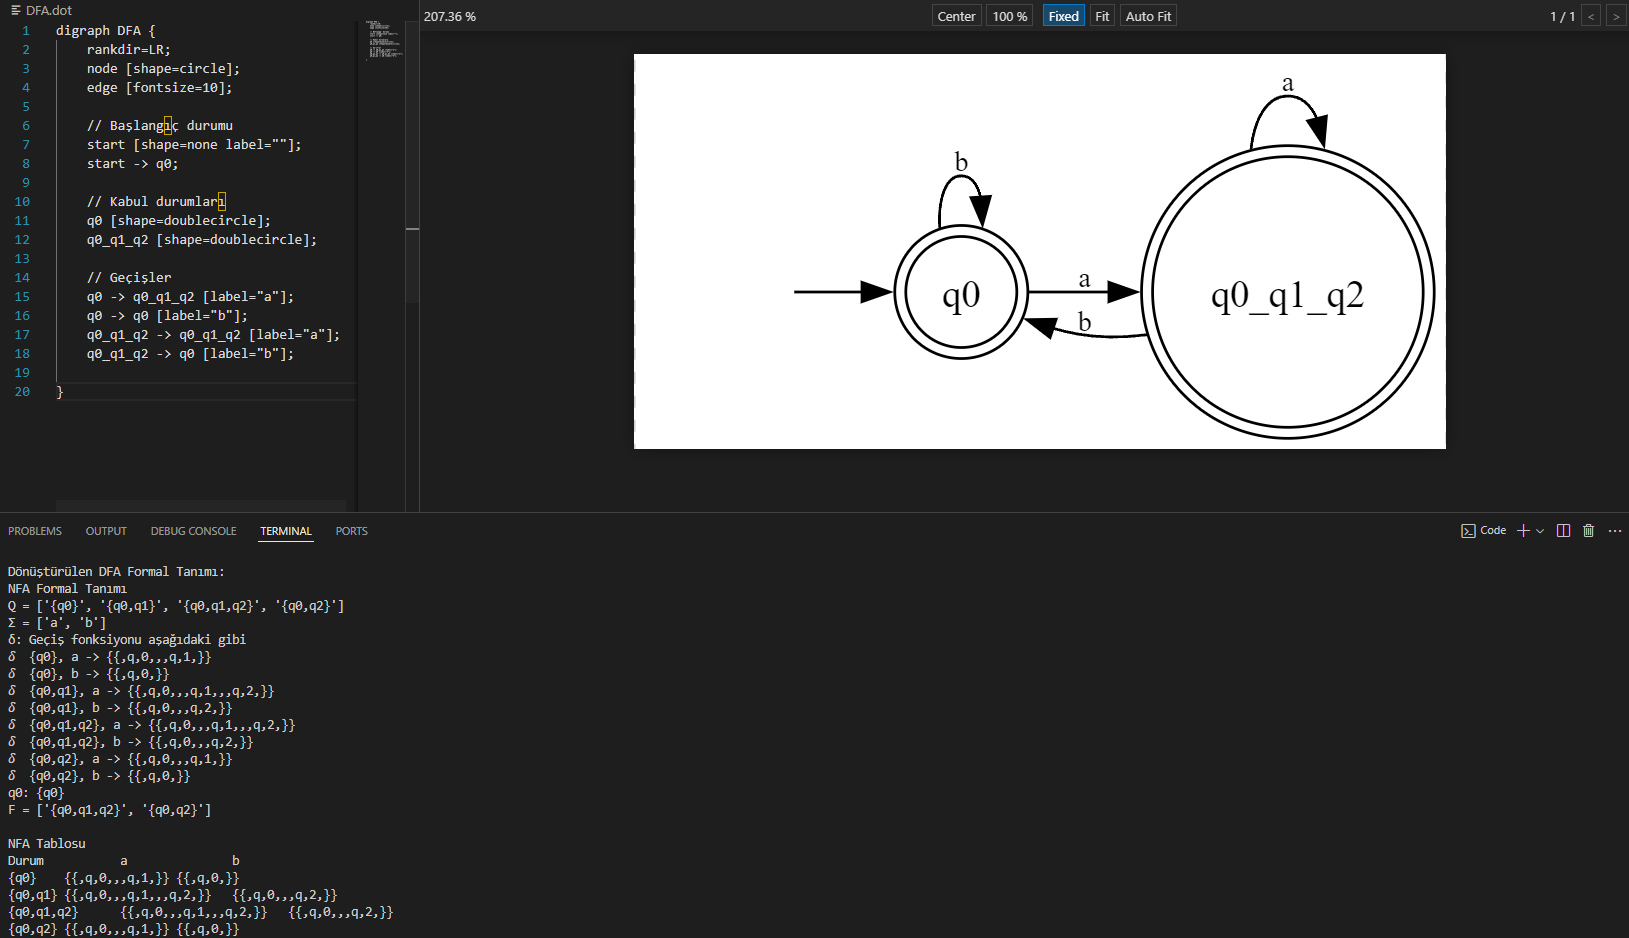 DFA.dot
1 digraph DFA {
2 rankdir=LR;
3 node [shape=circle];
4 edge [fontsize=10];
5
6 // Başlangıç durumu
7 start [shape=none label=""];
8 start -> q0;
9
10 // Kabul durumları
11 q0 [shape=doublecircle];
12 q0_q1_q2 [shape=doublecircle];
13
14 // Geçişler
15 q0 -> q0_q1_q2 [label="a"];
16 q0 -> q0 [label="b"];
17 q0_q1_q2 -> q0_q1_q2 [label="a"];
18 q0_q1_q2 -> q0 [label="b"];
19
20 }
207.36 % Center 100 % Fixed Fit Auto Fit 1 / 1 < >
a
b
q0
a
b
q0_q1_q2
PROBLEMS OUTPUT DEBUG CONSOLE TERMINAL PORTS Code
Dönüştürülen DFA Formal Tanımı:
NFA Formal Tanımı
Q = ['{q0}', '{q0,q1}', '{q0,q1,q2}', '{q0,q2}']
Σ = ['a', 'b']
δ: Geçiş fonksiyonu aşağıdaki gibi
δ {q0}, a -> {{,q,0,,,q,1,}}
δ {q0}, b -> {{,q,0,}}
δ {q0,q1}, a -> {{,q,0,,,q,1,,,q,2,}}
δ {q0,q1}, b -> {{,q,0,,,q,2,}}
δ {q0,q1,q2}, a -> {{,q,0,,,q,1,,,q,2,}}
δ {q0,q1,q2}, b -> {{,q,0,,,q,2,}}
δ {q0,q2}, a -> {{,q,0,,,q,1,}}
δ {q0,q2}, b -> {{,q,0,}}
q0: {q0}
F = ['{q0,q1,q2}', '{q0,q2}']
NFA Tablosu
Durum a b
{q0} {{,q,0,,,q,1,}} {{,q,0,}}
{q0,q1} {{,q,0,,,q,1,,,q,2,}} {{,q,0,,,q,2,}}
{q0,q1,q2} {{,q,0,,,q,1,,,q,2,}} {{,q,0,,,q,2,}}
{q0,q2} {{,q,0,,,q,1,}} {{,q,0,}}